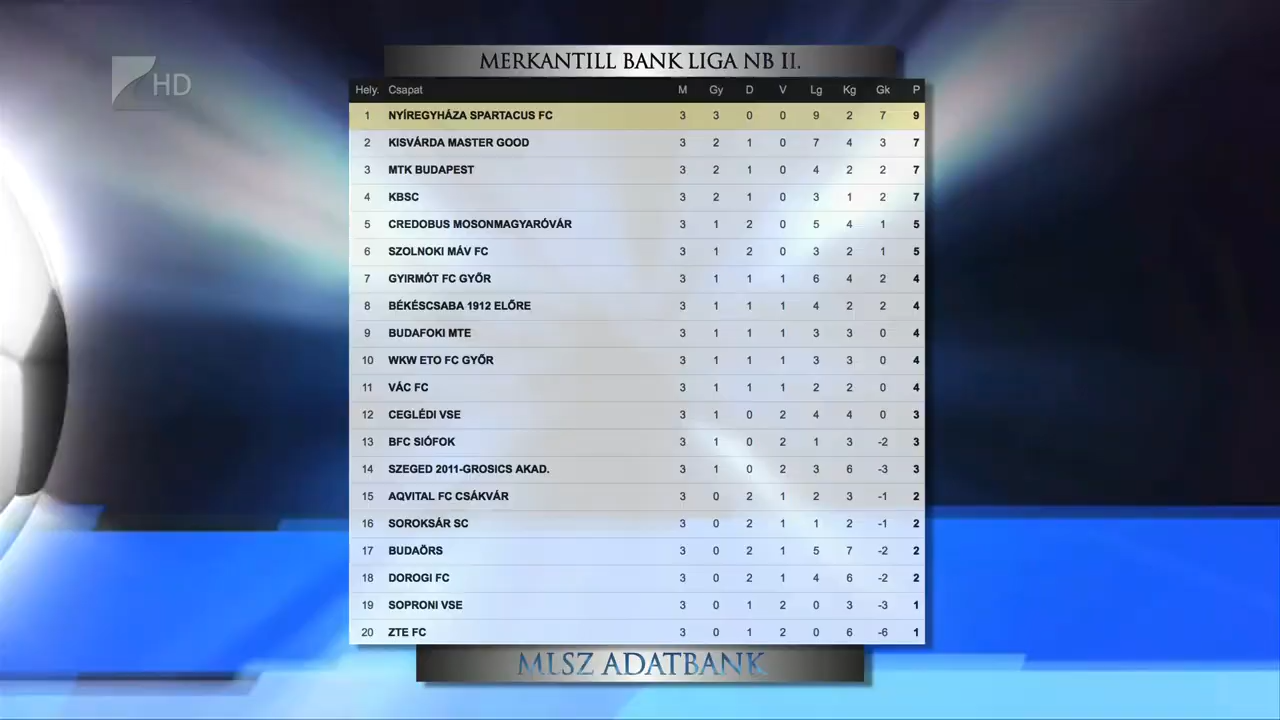 HD
MERKANTILL BANK LIGA NB II.
Hely. Csapat M Gy D V Lg Kg Gk P
1 NYÍREGYHÁZA SPARTACUS FC 3 3 0 0 9 2 7 9
2 KISVÁRDA MASTER GOOD 3 2 1 0 7 4 3 7
3 MTK BUDAPEST 3 2 1 0 4 2 2 7
4 KBSC 3 2 1 0 3 1 2 7
5 CREDOBUS MOSONMAGYARÓVÁR 3 1 2 0 5 4 1 5
6 SZOLNOKI MÁV FC 3 1 2 0 3 2 1 5
7 GYIRMÓT FC GYŐR 3 1 1 1 6 4 2 4
8 BÉKÉSCSABA 1912 ELŐRE 3 1 1 1 4 2 2 4
9 BUDAFOKI MTE 3 1 1 1 3 3 0 4
10 WKW ETO FC GYŐR 3 1 1 1 3 3 0 4
11 VÁC FC 3 1 1 1 2 2 0 4
12 CEGLÉDI VSE 3 1 0 2 4 4 0 3
13 BFC SIÓFOK 3 1 0 2 1 3 -2 3
14 SZEGED 2011-GROSICS AKAD. 3 1 0 2 3 6 -3 3
15 AQVITAL FC CSÁKVÁR 3 0 2 1 2 3 -1 2
16 SOROKSÁR SC 3 0 2 1 1 2 -1 2
17 BUDAÖRS 3 0 2 1 5 7 -2 2
18 DOROGI FC 3 0 2 1 4 6 -2 2
19 SOPRONI VSE 3 0 1 2 0 3 -3 1
20 ZTE FC 3 0 1 2 0 6 -6 1
MLSZ ADATBANK